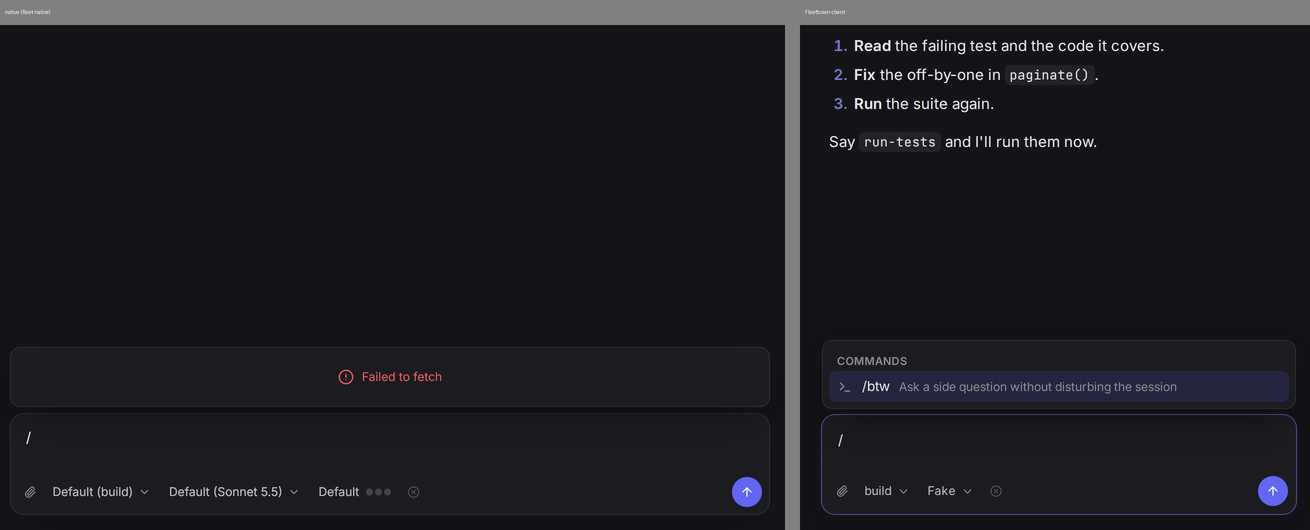 native (fleet-native)
Failed to fetch
/
Default (build)
Default (Sonnet 5.5)
Default
Fleet's own client
1. Read the failing test and the code it covers.
2. Fix the off-by-one in paginate().
3. Run the suite again.
Say run-tests and I'll run them now.
COMMANDS
>_ /btw Ask a side question without disturbing the session
/
build
Fake